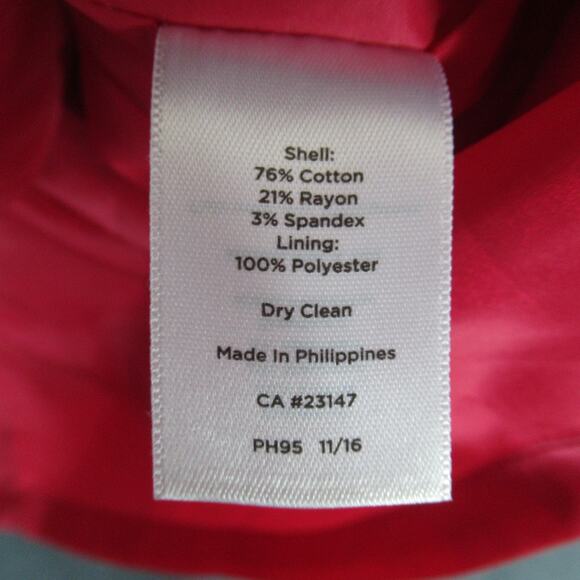 Shell:
76% Cotton
21% Rayon
3% Spandex
Lining:
100% Polyester
Dry Clean
Made In Philippines
CA #23147
PH95 11/16